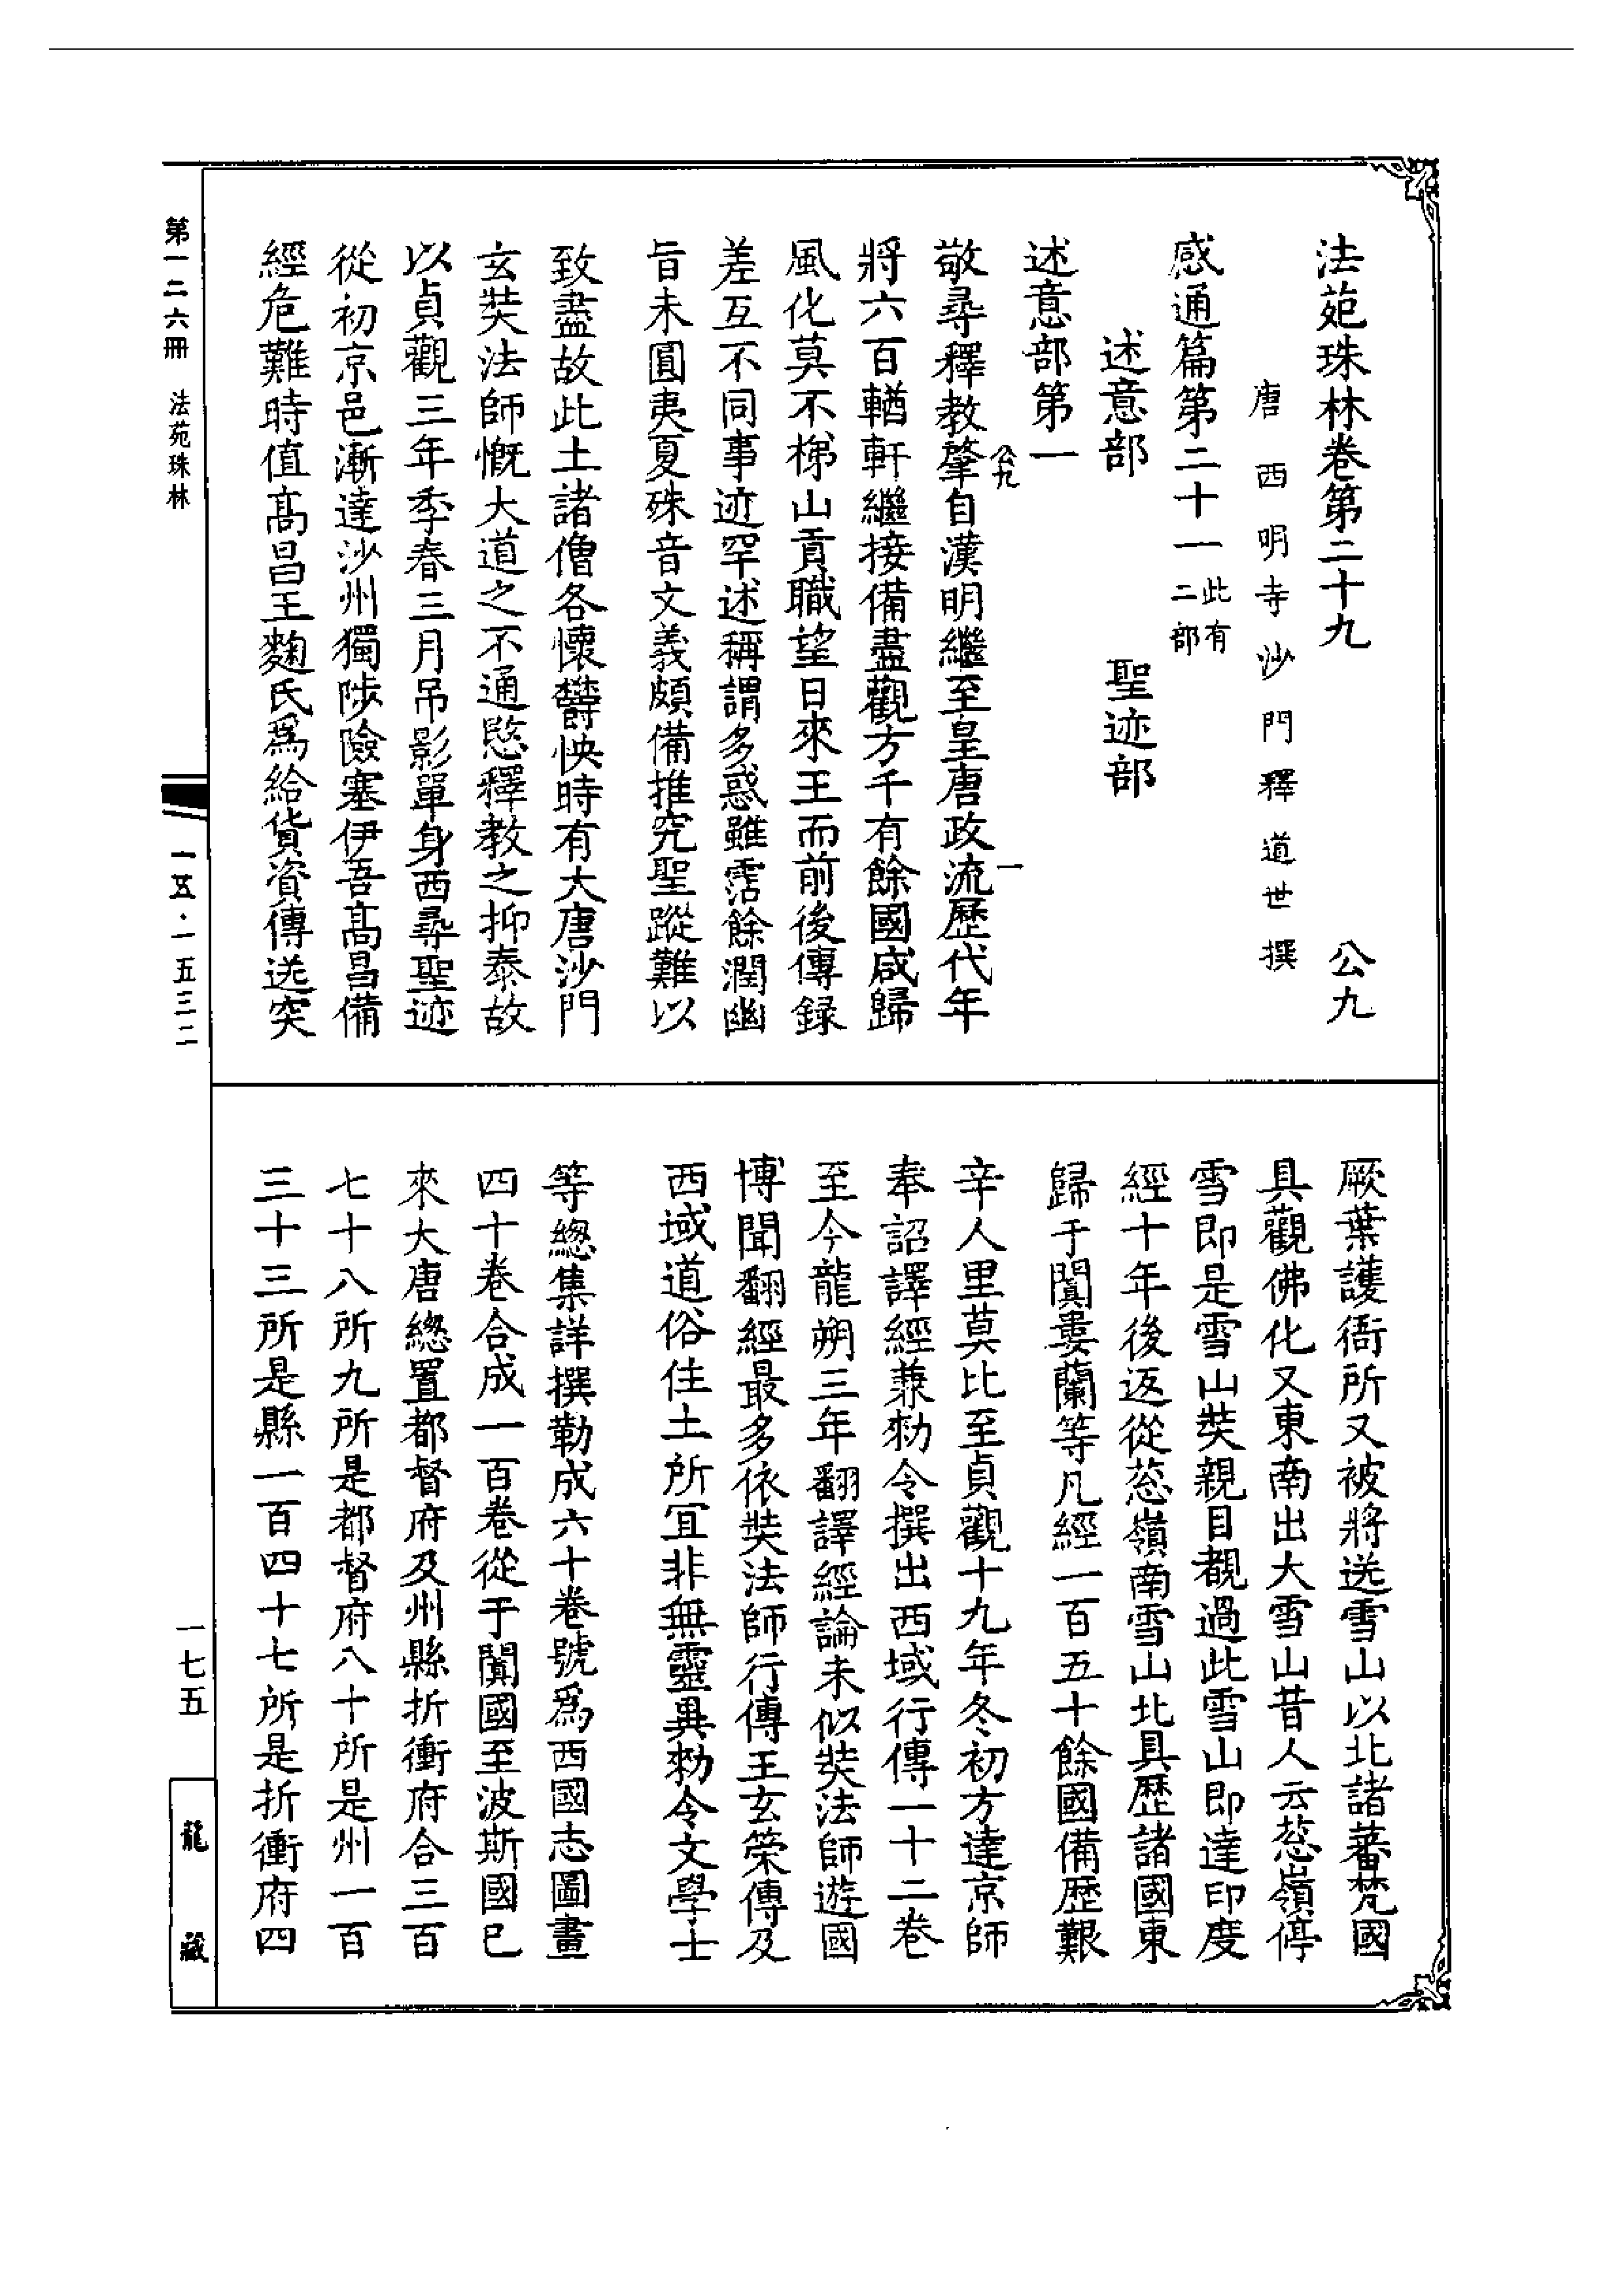 法苑珠林卷第二十九　公九
唐西明寺沙門釋道世撰
感通篇第二十一此有二部
述意部　聖迹部
述意部第一
敬尋釋教肇自漢明繼至皇唐政流歷代年
將六百輶軒繼接備盡觀方千有餘國咸歸
風化莫不梯山貢職望日來王而前後傳録
差互不同事迹罕述稱謂多惑雖霑餘潤幽
旨未圓夷夏殊音文義頗備推究聖蹤難以
致盡故此土諸僧各懷鬱怏時有大唐沙門
玄奘法師慨大道之不通愍釋教之抑泰故
以貞觀三年季春三月吊影單身西尋聖迹
從初京邑漸達沙州獨陟險塞伊吾高昌備
經危難時值高昌王麴氏爲給貨資傳送突
厥葉護衙所又被將送雪山以北諸蕃梵國
具觀佛化又東南出大雪山昔人云葱嶺停
雪即是雪山奘親目覩過此雪山即達印度
經十年後返從葱嶺南雪山北具歷諸國東
歸于闐婁蘭等凡經一百五十餘國備歷艱
辛人里莫比至貞觀十九年冬初方達京師
奉詔譯經兼勑令撰出西域行傳一十二卷
至今龍朔三年翻譯經論未似奘法師遊國
博聞翻經最多依奘法師行傳王玄策傳及
西域道俗住土所宜非無靈異勑令文學士
等總集詳撰勒成六十卷號爲西國志圖畫
四十卷合成一百卷從于闐國至波斯國已
來大唐總置都督府及州縣折衝府合三百
七十八所九所是都督府八十所是州一百
三十三所是縣一百四十七所是折衝府四
公九
一
第一二六冊　法苑珠林
一五·一五三二
一七五
龍藏